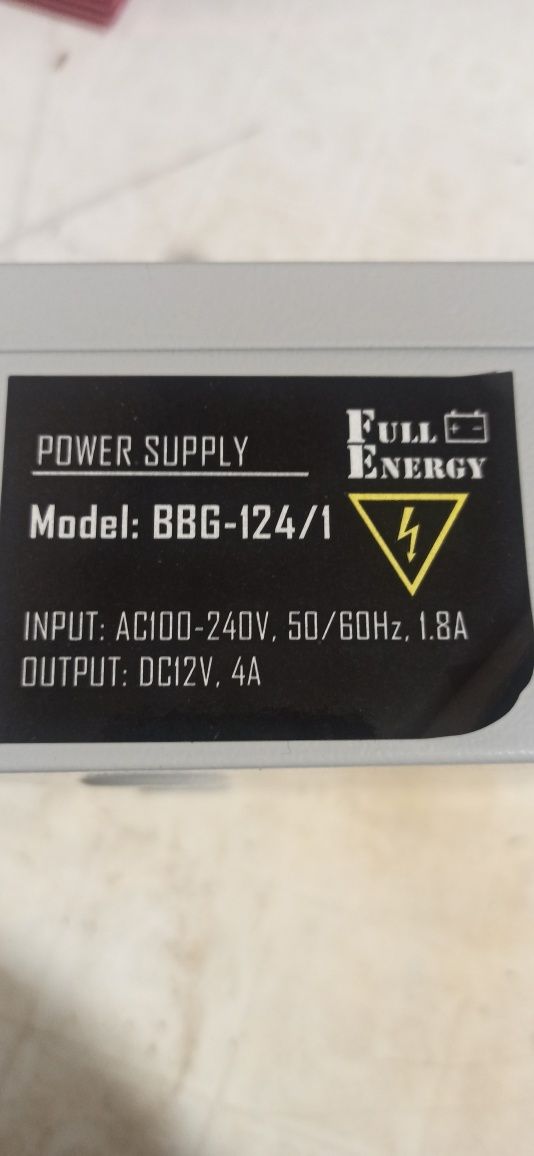 POWER SUPPLY
FULL
ENERGY
Model: BBG-124/1
INPUT: AC100-240V, 50/60Hz, 1.8A
OUTPUT: DC12V, 4A